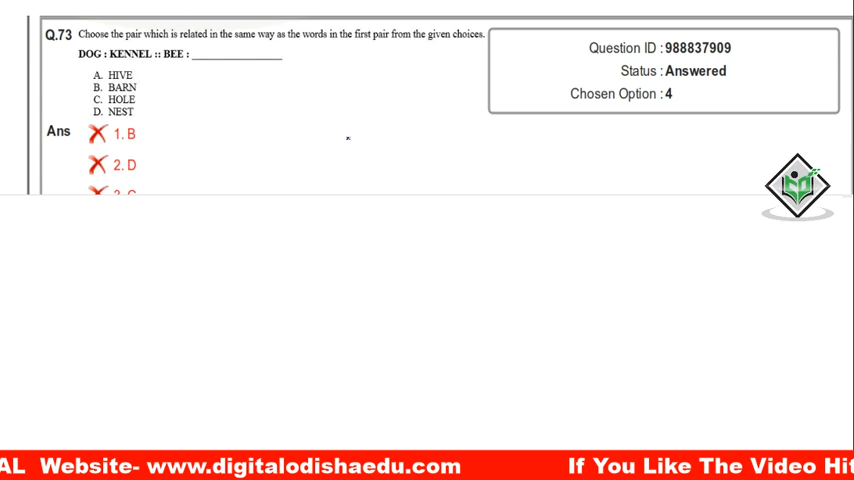 Q.73 Choose the pair which is related in the same way as the words in the first pair from the given choices.
DOG : KENNEL :: BEE : ________________
A. HIVE
B. BARN
C. HOLE
D. NEST
Ans 1. B
2. D
Question ID : 988837909
Status : Answered
Chosen Option : 4
AL Website- www.digitalodishaedu.com If You Like The Video Hit